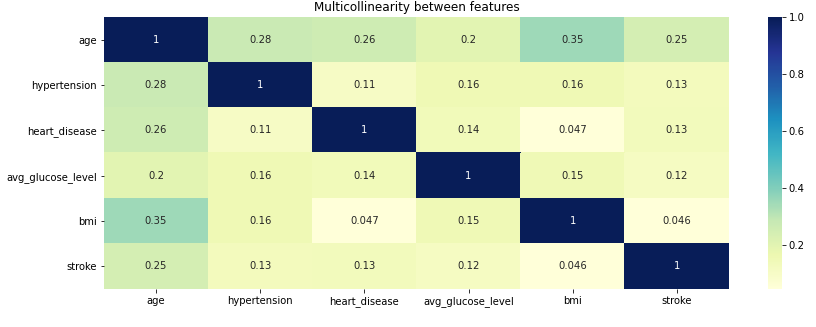 Multicollinearity between features
age 1 0.28 0.26 0.2 0.35 0.25
hypertension 0.28 1 0.11 0.16 0.16 0.13
heart_disease 0.26 0.11 1 0.14 0.047 0.13
avg_glucose_level 0.2 0.16 0.14 1 0.15 0.12
bmi 0.35 0.16 0.047 0.15 1 0.046
stroke 0.25 0.13 0.13 0.12 0.046 1
age hypertension heart_disease avg_glucose_level bmi stroke
1.0
0.8
0.6
0.4
0.2